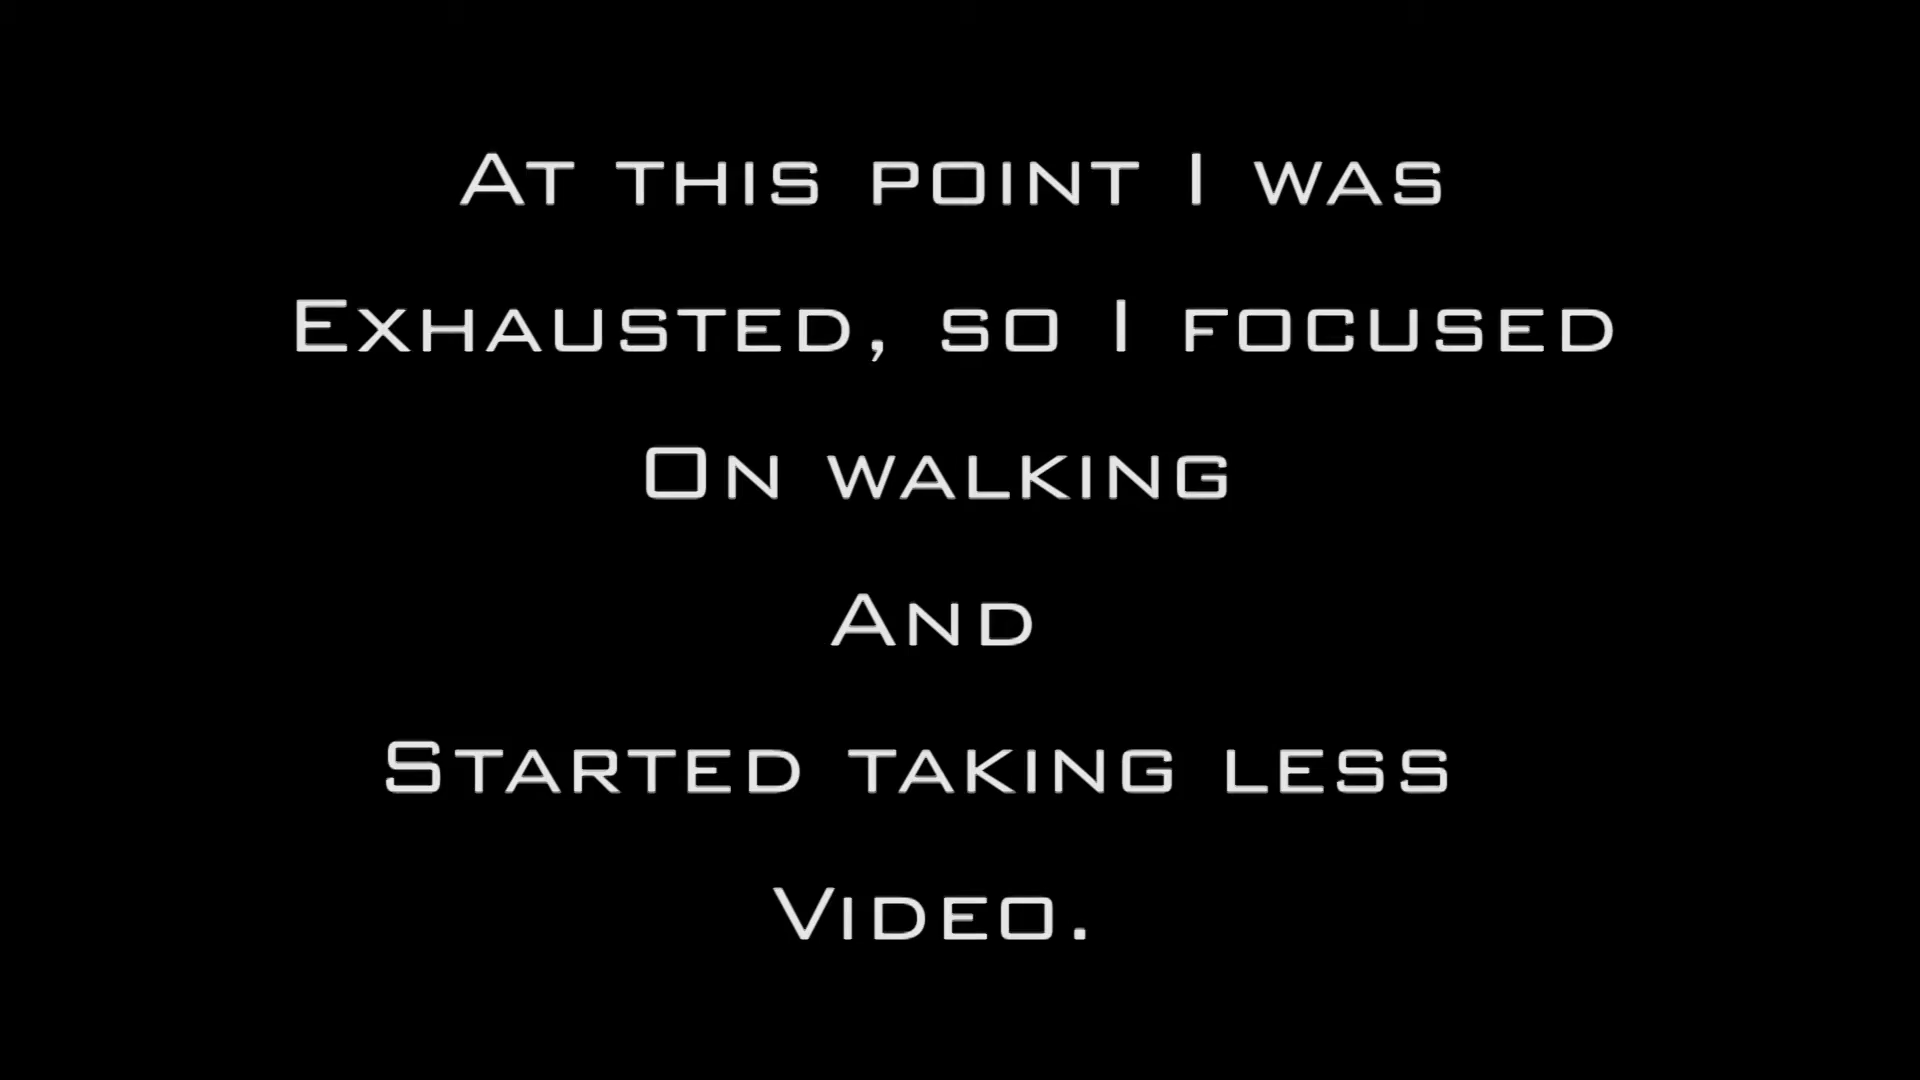 At this point I was
Exhausted, so I focused
On walking
And
Started taking less
Video.